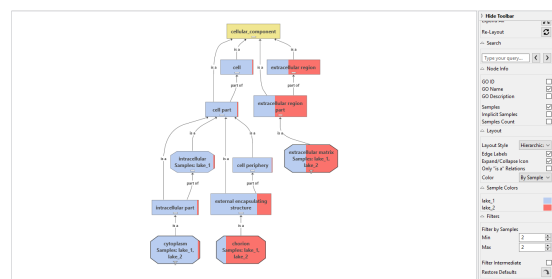 cellular_component
is a
is a
is a
cell
extracellular region
is a
part of
part of
cell part
extracellular region
part
is a
is a
is a
is a
is a
intracellular
Samples: lake_1
cell periphery
extracellular matrix
Samples: lake_1,
lake_2
part of
part of
intracellular part
external encapsulating
structure
is a
is a
cytoplasm
Samples: lake_1,
lake_2
chorion
Samples: lake_1,
lake_2
Hide Toolbar
Re-Layout
Search
Type your query...
Node Info
GO ID
GO Name
GO Description
Samples
Implicit Samples
Samples Count
Layout
Layout Style
Hierarchic
Edge Labels
Expand/Collapse Icon
Only "is a" Relations
Color
By Sample
Sample Colors
lake_1
lake_2
Filters
Filter by Samples
Min
2
Max
2
Filter Intermediate
Restore Defaults